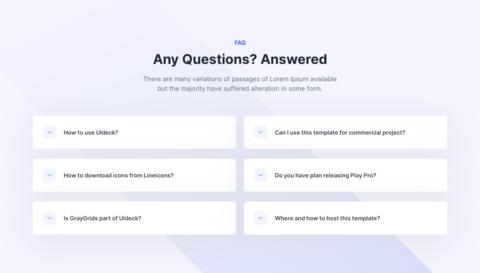 FAQ
Any Questions? Answered
There are many variations of passages of Lorem Ipsum available
but the majority have suffered alteration in some form.
How to use UIdeck?
Can I use this template for commercial project?
How to download icons from Lineicons?
Do you have plan releasing Play Pro?
Is GrayGrids part of UIdeck?
Where and how to host this template?